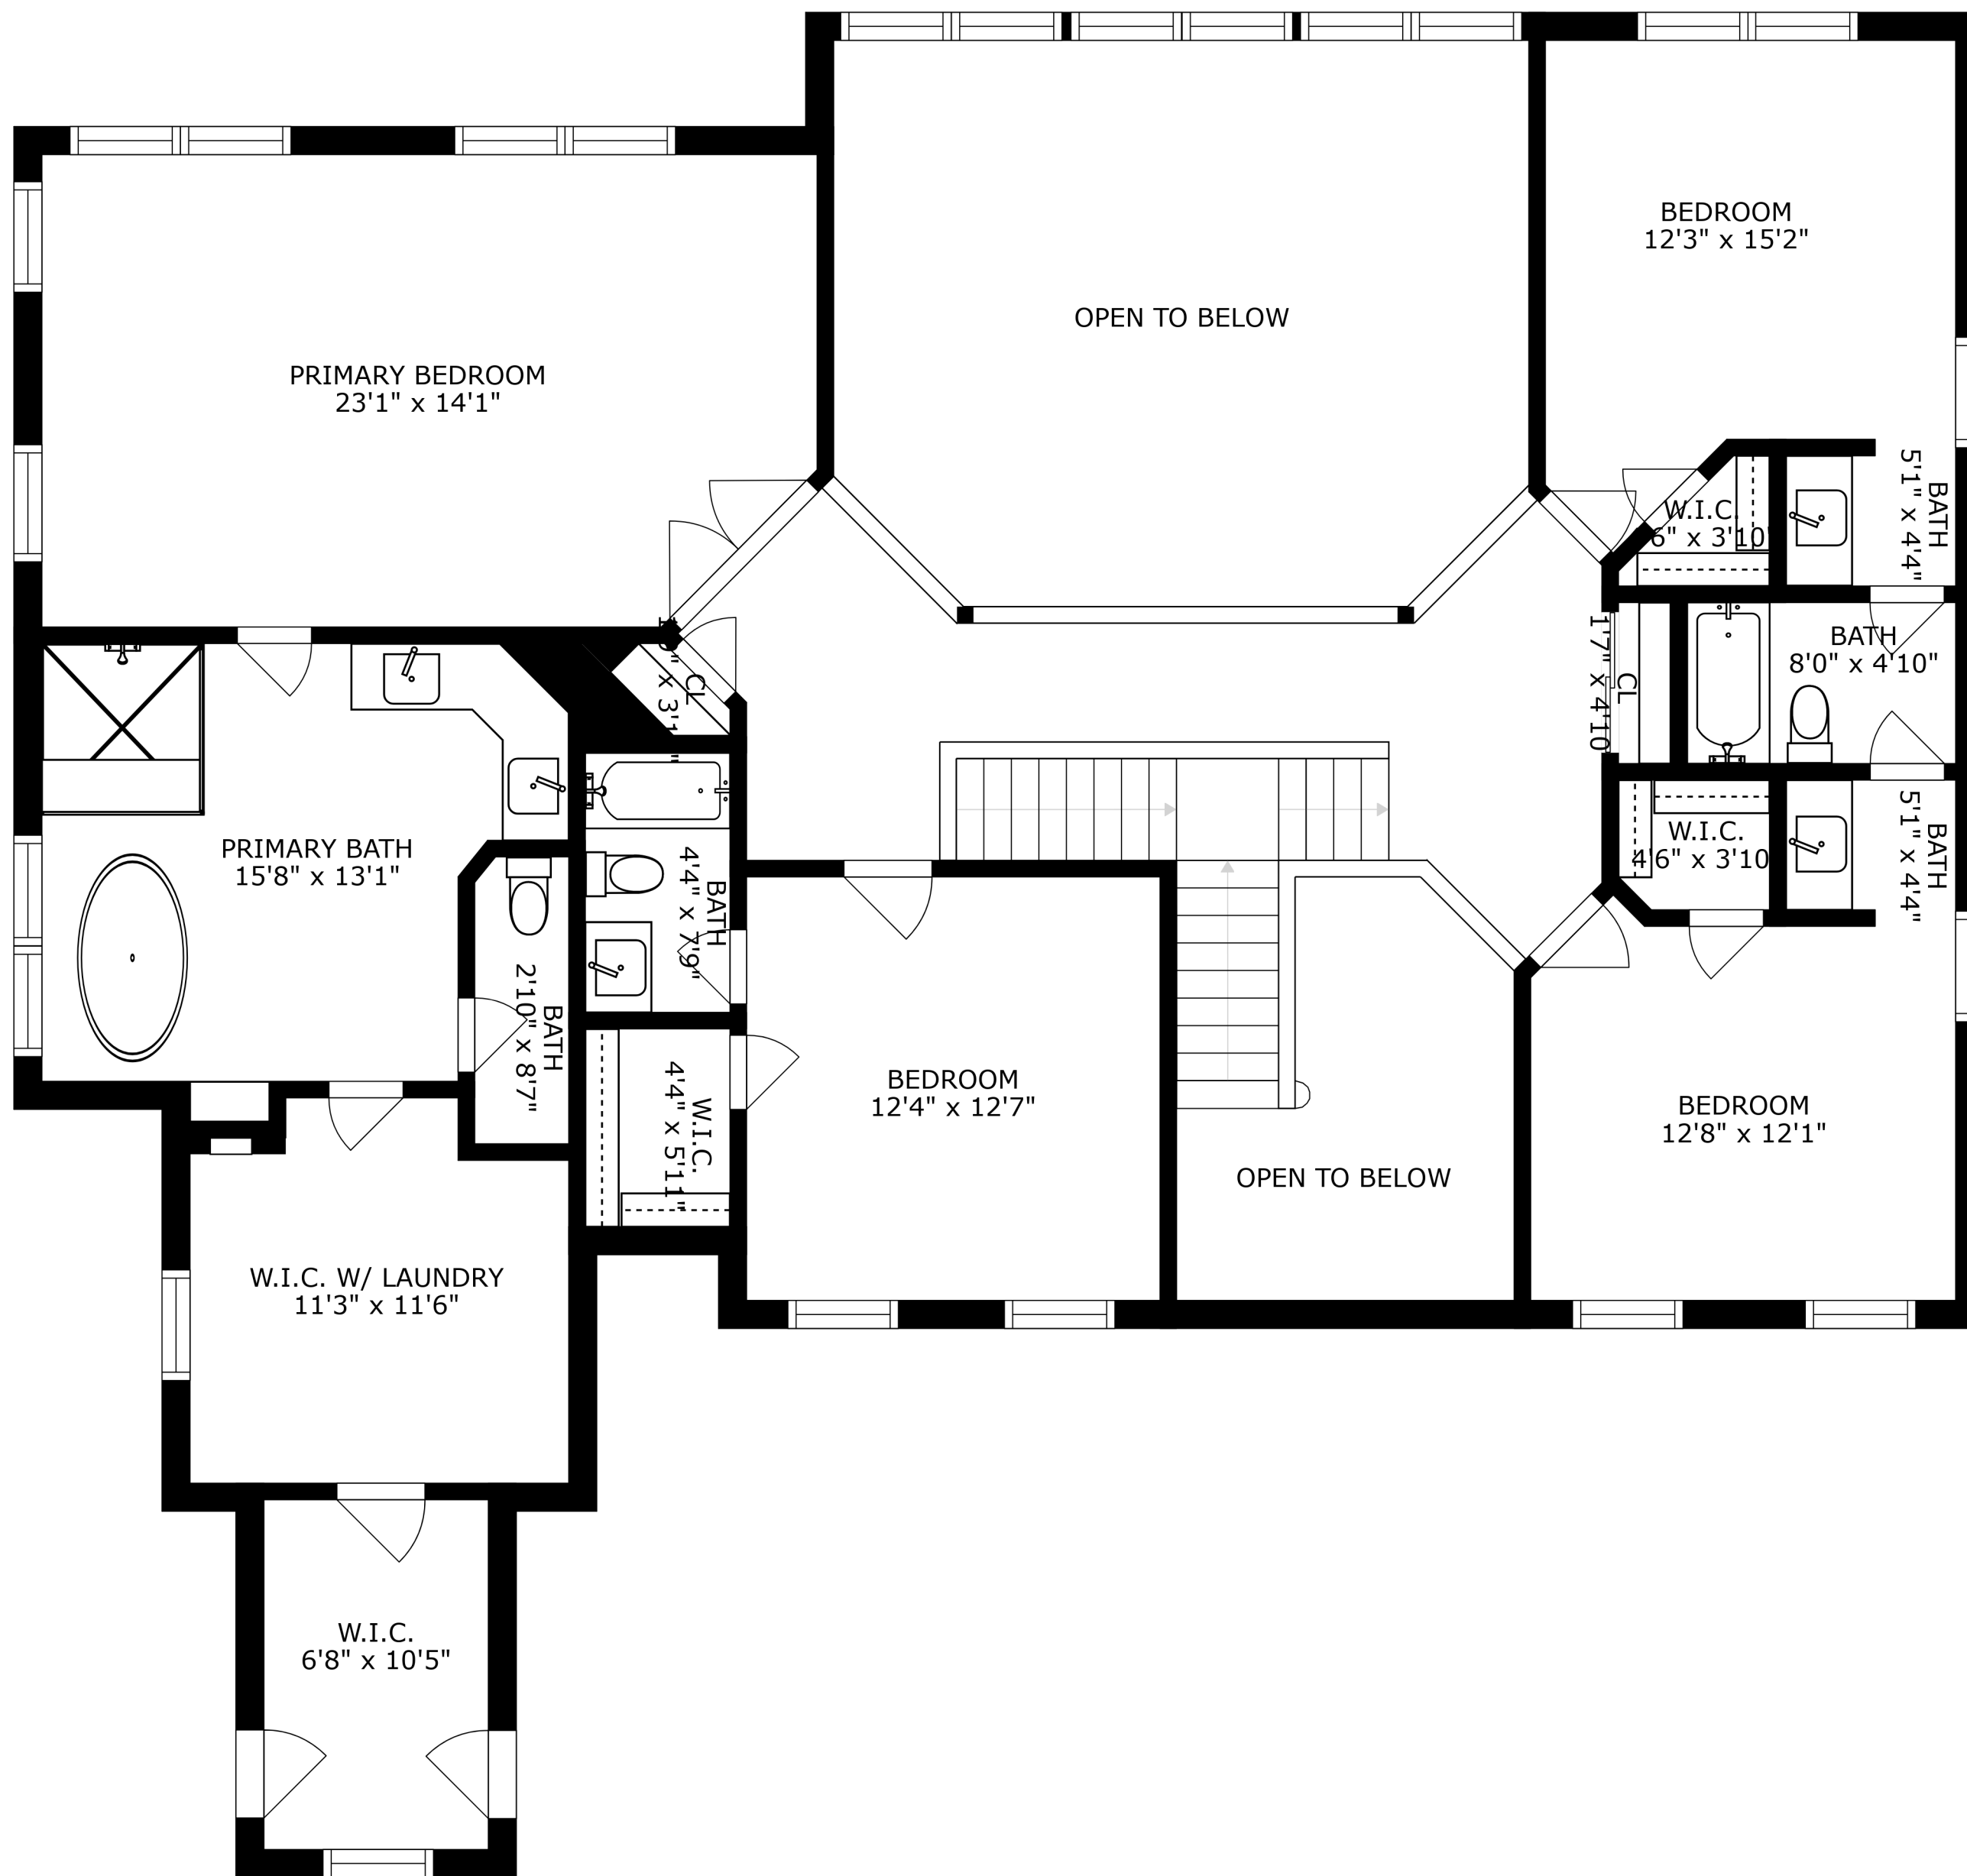 BEDROOM
12'3" x 15'2"
OPEN TO BELOW
PRIMARY BEDROOM
23'1" x 14'1"
BATH
5'1" x 4'4"
W.I.C.
6" x 3'10"
BATH
8'0" x 4'10"
CL
CL
1'7" x 4'10
W.I.C.
4'6" x 3'10
BATH
5'1" x 4'4"
PRIMARY BATH
15'8" x 13'1"
BATH
4'4" x 7'9"
BATH
2'10" x 8'7"
W.I.C.
4'4" x 5'11"
BEDROOM
12'4" x 12'7"
BEDROOM
12'8" x 12'1"
OPEN TO BELOW
W.I.C. W/ LAUNDRY
11'3" x 11'6"
W.I.C.
6'8" x 10'5"